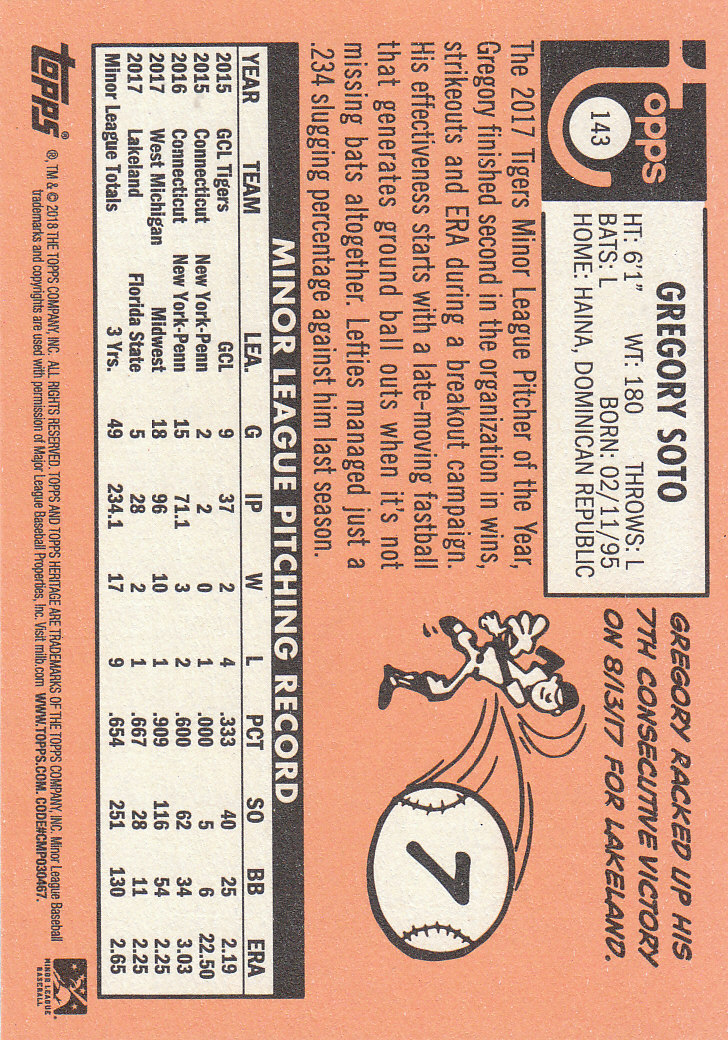 Topps
143
GREGORY SOTO
HT: 6'1" WT: 180 THROWS: L
BATS: L BORN: 02/11/95
HOME: HAINA, DOMINICAN REPUBLIC
GREGORY RACKED UP HIS
7TH CONSECUTIVE VICTORY
ON 8/13/17 FOR LAKELAND.
7
The 2017 Tigers Minor League Pitcher of the Year,
Gregory finished second in the organization in wins,
strikeouts and ERA during a breakout campaign.
His effectiveness starts with a late-moving fastball
that generates ground ball outs when it's not
missing bats altogether. Lefties managed just a
.234 slugging percentage against him last season.
MINOR LEAGUE PITCHING RECORD
YEAR TEAM LEA. G IP W L PCT SO BB ERA
2015 GCL Tigers GCL 9 37 2 4 .333 40 25 2.19
2015 Connecticut New York-Penn 2 2 0 1 .000 5 6 22.50
2016 Connecticut New York-Penn 15 71.1 3 2 .600 62 34 3.03
2017 West Michigan Midwest 18 96 10 1 .909 116 54 2.25
2017 Lakeland Florida State 5 28 2 1 .667 28 11 2.25
Minor League Totals 3 Yrs. 49 234.1 17 9 .654 251 130 2.65
topps®
®, TM & © 2018 THE TOPPS COMPANY, INC. ALL RIGHTS RESERVED. TOPPS AND TOPPS HERITAGE ARE TRADEMARKS OF THE TOPPS COMPANY, INC. Minor League Baseball
trademarks and copyrights are used with permission of Major League Baseball Properties, Inc. Visit milb.com WWW.TOPPS.COM. CODE#CMP030467.
MINOR LEAGUE
BASEBALL